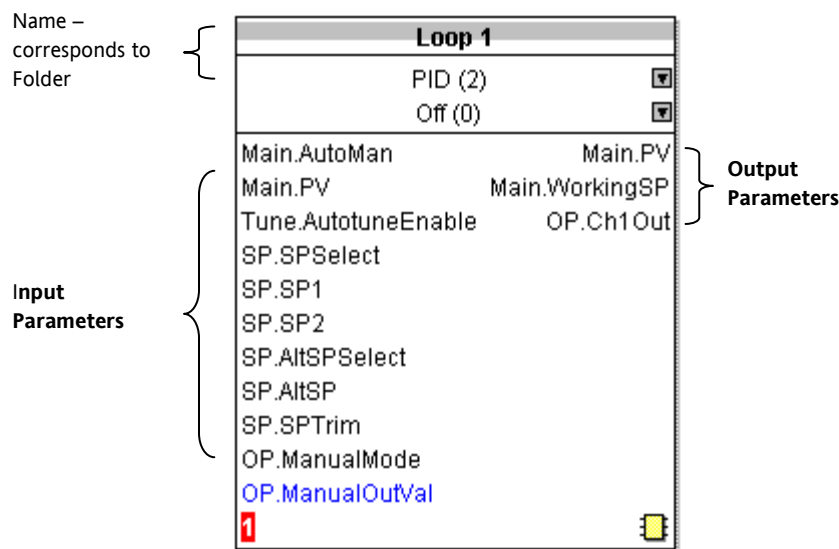 Name –
corresponds to
Folder
Loop 1
PID (2)
Off (0)
Main.AutoMan Main.PV
Main.PV Main.WorkingSP
Tune.AutotuneEnable OP.Ch1Out
SP.SPSelect
SP.SP1
SP.SP2
SP.AltSPSelect
SP.AltSP
SP.SPTrim
OP.ManualMode
OP.ManualOutVal
1
Input
Parameters
Output
Parameters